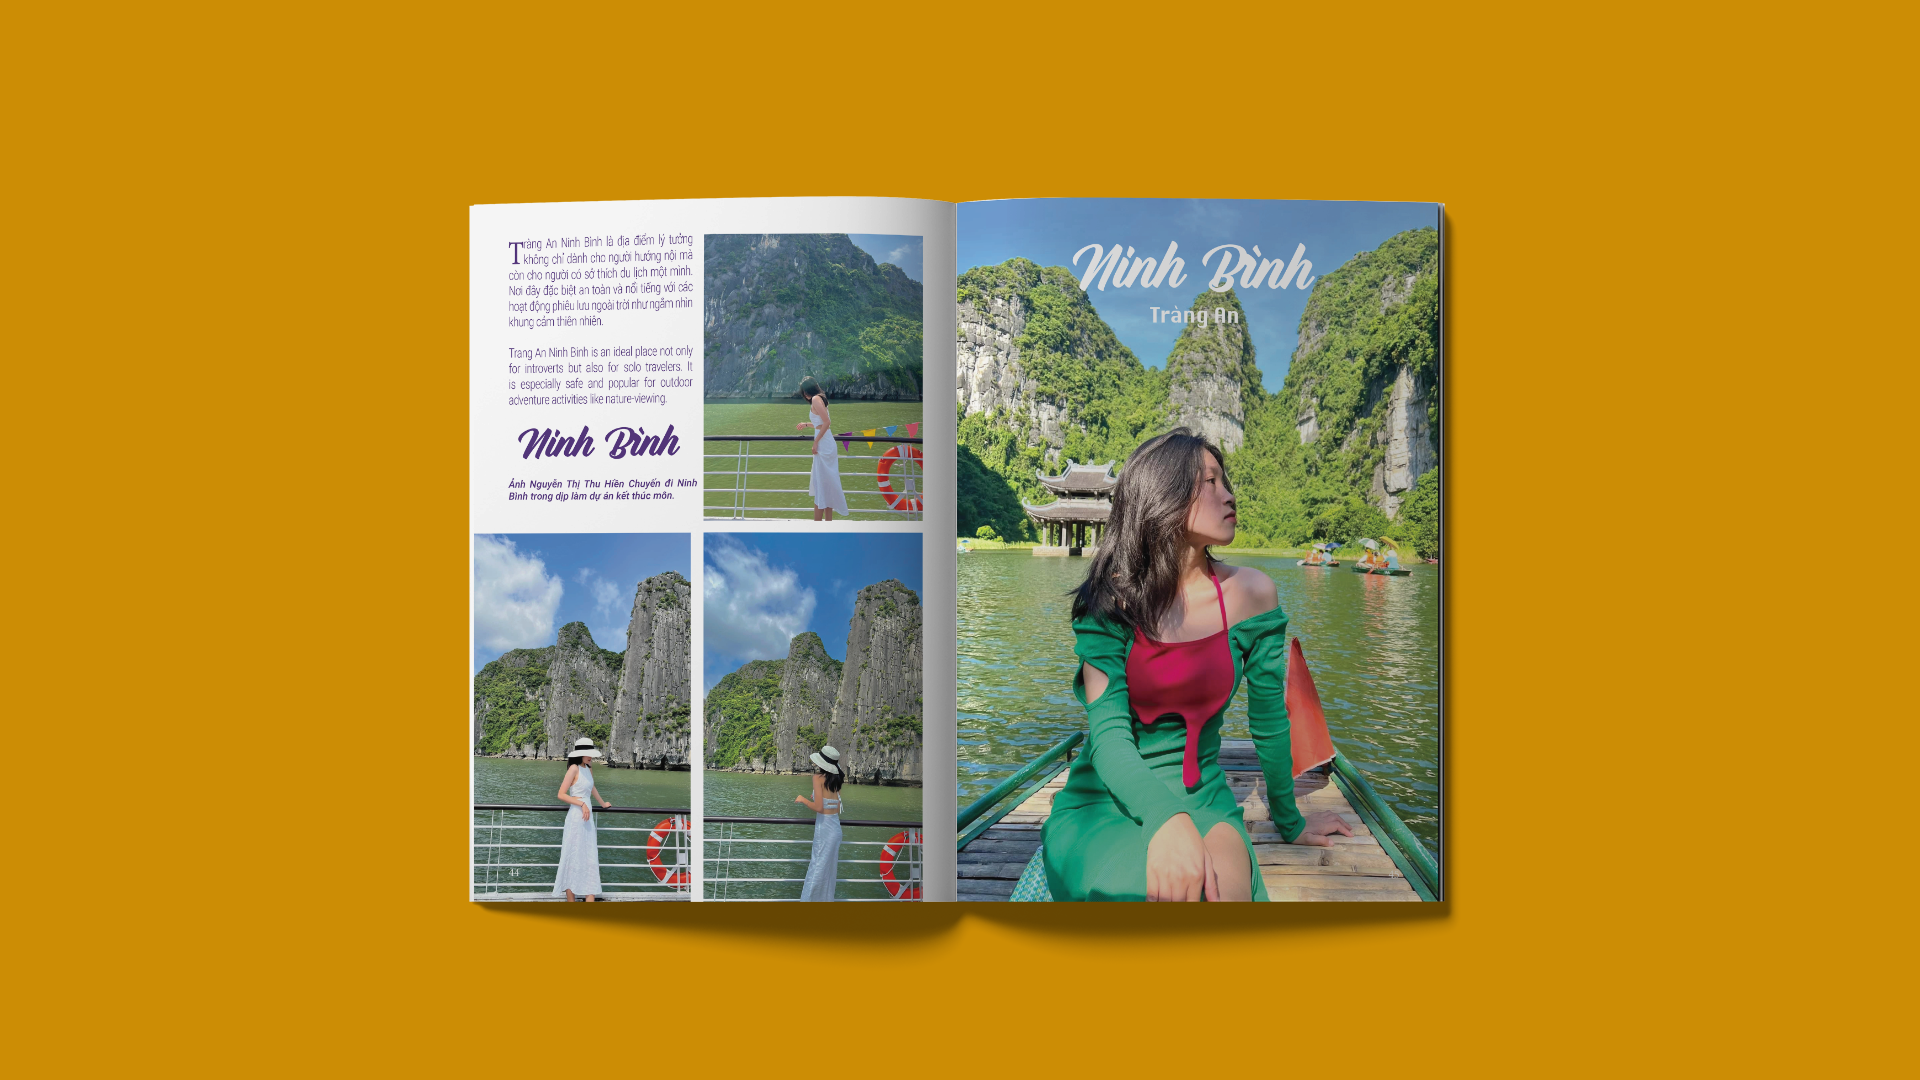 Tràng An Ninh Bình là địa điểm lý tưởng
không chỉ dành cho người hướng nội mà
còn cho người có sở thích du lịch một mình.
Nơi đây đặc biệt an toàn và nổi tiếng với các
hoạt động phiêu lưu ngoài trời như ngắm nhìn
khung cảm thiên nhiên.
Trang An Ninh Binh is an ideal place not only
for introverts but also for solo travelers. It
is especially safe and popular for outdoor
adventure activities like nature-viewing.
Ninh Bình
Ảnh Nguyễn Thị Thu Hiền Chuyến đi Ninh
Bình trong dịp làm dự án kết thúc môn.
44
Ninh Bình
Tràng An